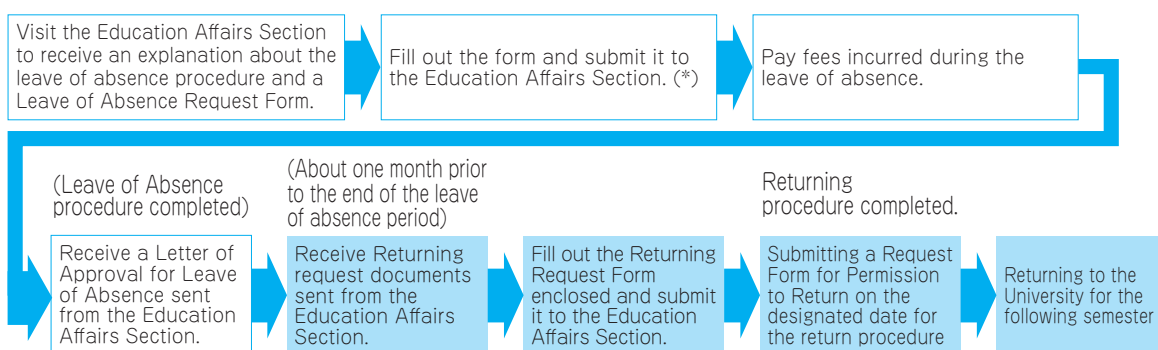 Visit the Education Affairs Section
to receive an explanation about the
leave of absence procedure and a
Leave of Absence Request Form.
Fill out the form and submit it to
the Education Affairs Section. (*)
Pay fees incurred during the
leave of absence.
(Leave of Absence
procedure completed)
Receive a Letter of
Approval for Leave
of Absence sent
from the Education
Affairs Section.
(About one month prior
to the end of the leave
of absence period)
Receive Returning
request documents
sent from the
Education Affairs
Section.
Fill out the Returning
Request Form
enclosed and submit
it to the Education
Affairs Section.
Returning
procedure completed.
Submitting a Request
Form for Permission
to Return on the
designated date for
the return procedure
Returning to the
University for the
following semester